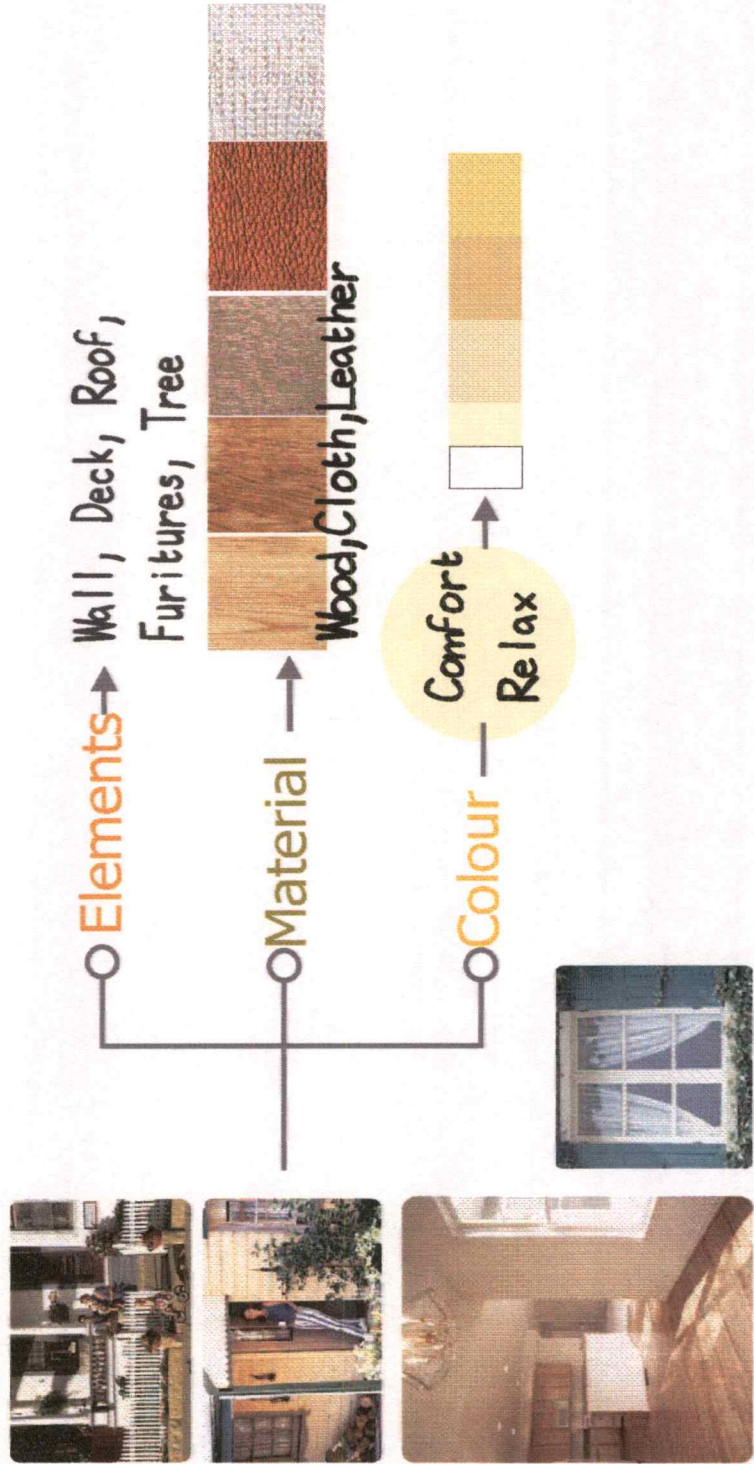 Elements
Wall, Deck, Roof,
Furitures, Tree
Material
Wood,Cloth,Leather
Colour
Comfort
Relax